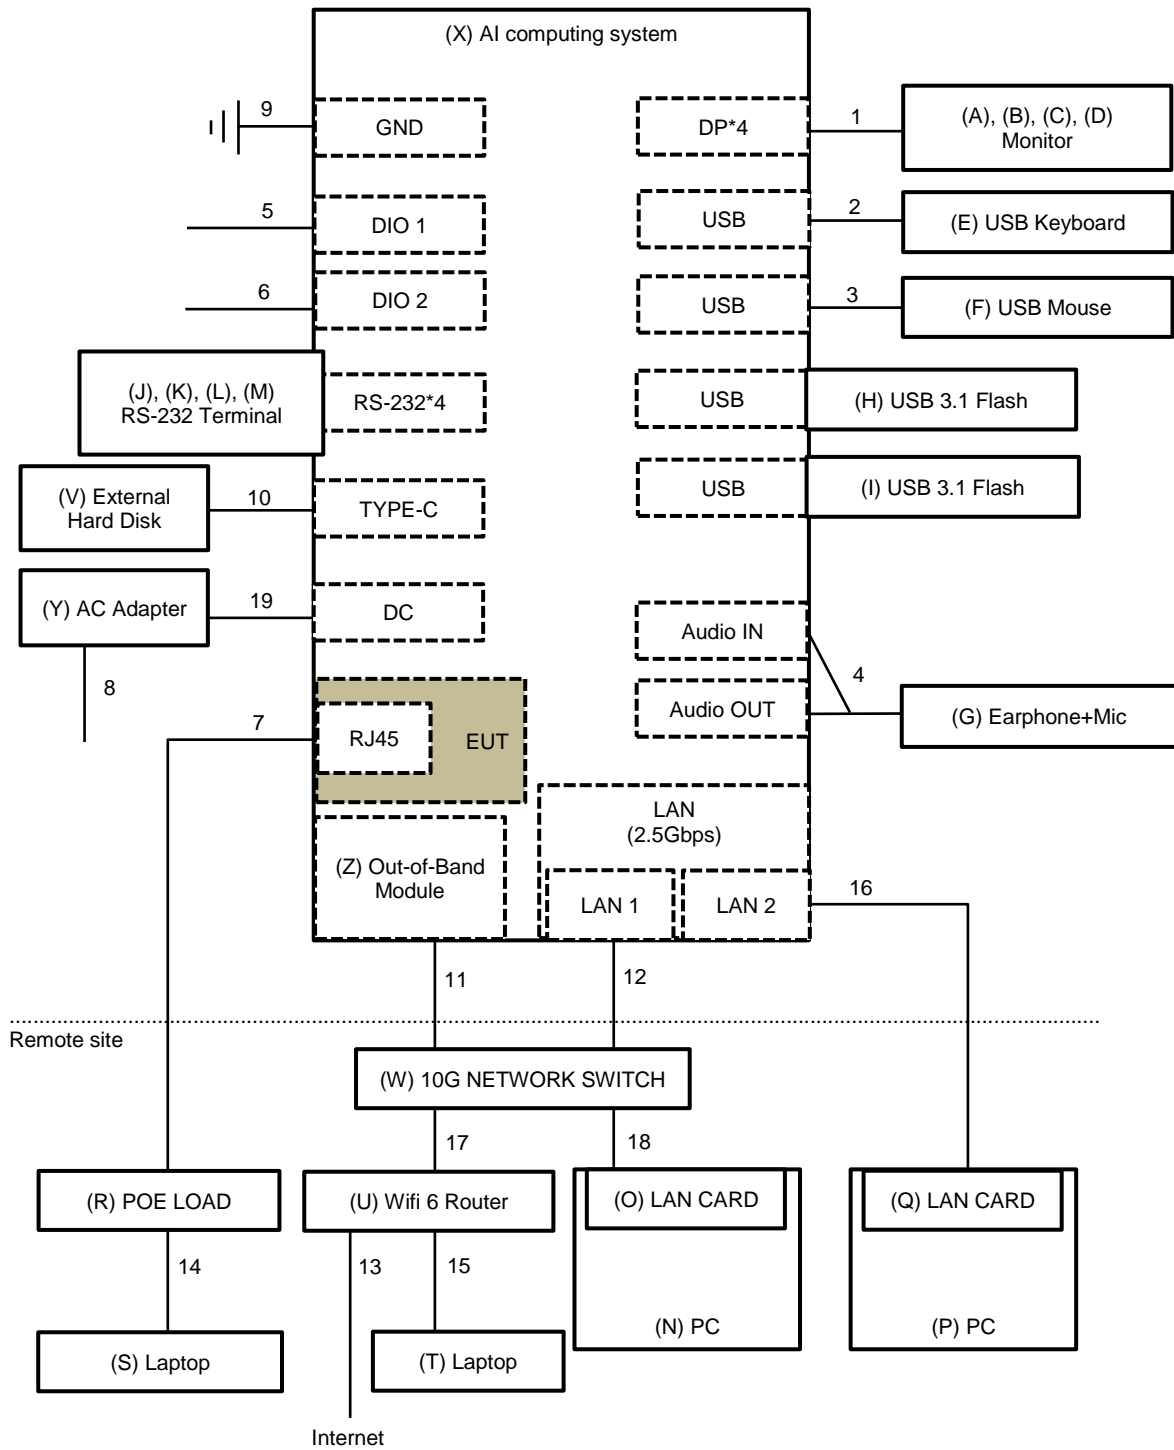 (X) AI computing system
9
GND
DP*4
1
(A), (B), (C), (D)
Monitor
5
DIO 1
USB
2
(E) USB Keyboard
6
DIO 2
USB
3
(F) USB Mouse
(J), (K), (L), (M)
RS-232 Terminal
RS-232*4
USB
(H) USB 3.1 Flash
(V) External
Hard Disk
10
TYPE-C
USB
(I) USB 3.1 Flash
(Y) AC Adapter
19
DC
Audio IN
8
4
7
RJ45
EUT
Audio OUT
(G) Earphone+Mic
LAN
(2.5Gbps)
(Z) Out-of-Band
Module
LAN 1
LAN 2
16
11
12
Remote site
(W) 10G NETWORK SWITCH
17
18
(R) POE LOAD
(U) Wifi 6 Router
(O) LAN CARD
(Q) LAN CARD
14
13
15
(N) PC
(P) PC
(S) Laptop
(T) Laptop
Internet